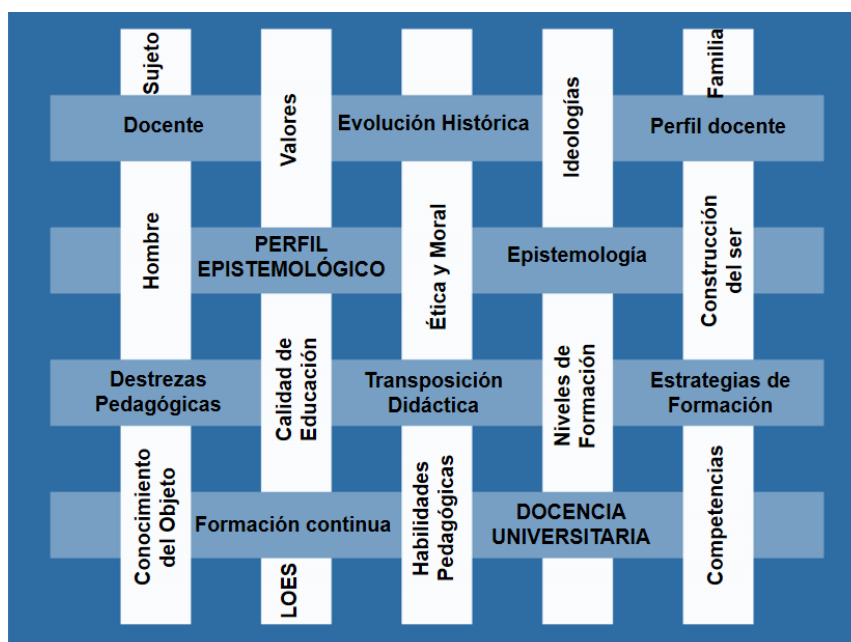 Sujeto
Familia
Docente
Valores
Evolución Histórica
Ideologías
Perfil docente
Hombre
PERFIL
EPISTEMOLÓGICO
Ética y Moral
Epistemología
Construcción
del ser
Destrezas
Pedagógicas
Calidad de
Educación
Transposición
Didáctica
Niveles de
Formación
Estrategias de
Formación
Conocimiento
del Objeto
Formación continua
Habilidades
Pedagógicas
DOCENCIA
UNIVERSITARIA
Competencias
LOES